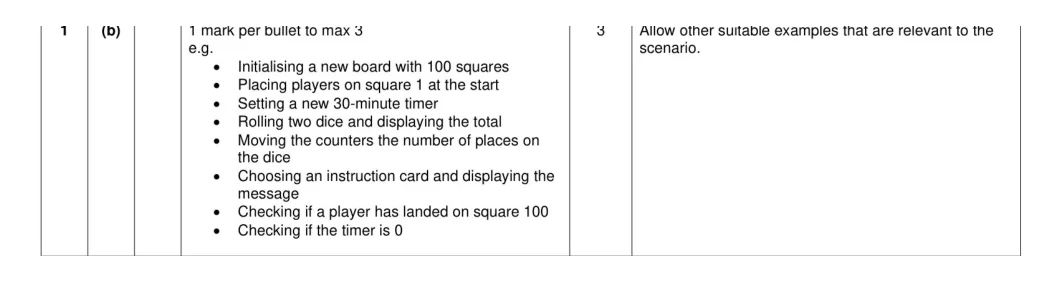 1 (b) 1 mark per bullet to max 3 3 Allow other suitable examples that are relevant to the
e.g. scenario.
• Initialising a new board with 100 squares
• Placing players on square 1 at the start
• Setting a new 30-minute timer
• Rolling two dice and displaying the total
• Moving the counters the number of places on
the dice
• Choosing an instruction card and displaying the
message
• Checking if a player has landed on square 100
• Checking if the timer is 0